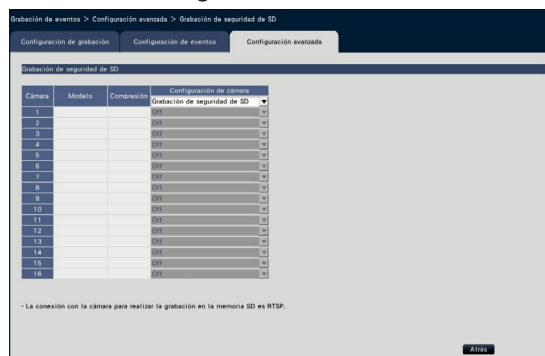 Grabación de eventos > Configuración avanzada > Grabación de seguridad de SD
Configuración de grabación Configuración de eventos Configuración avanzada
Grabación de seguridad de SD
Cámara Modelo Compresión Configuración de cámara
Grabación de seguridad de SD
1 Off
2 Off
3 Off
4 Off
5 Off
6 Off
7 Off
8 Off
9 Off
10 Off
11 Off
12 Off
13 Off
14 Off
15 Off
16 Off
· La conexión con la cámara para realizar la grabación en la memoria SD es RTSP.
Atrás